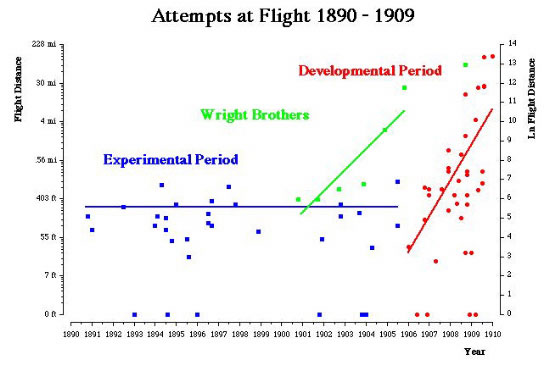 Attempts at Flight 1890 - 1909
Flight Distance
228 mi
30 mi
4 mi
.56 mi
403 ft
55 ft
7 ft
0 ft
Developmental Period
Wright Brothers
Experimental Period
14
13
12
11
10
9
8
7
6
5
4
3
2
1
0
Ln Flight Distance
1890 1891 1892 1893 1894 1895 1896 1897 1898 1899 1900 1901 1902 1903 1904 1905 1906 1907 1908 1909 1910
Year